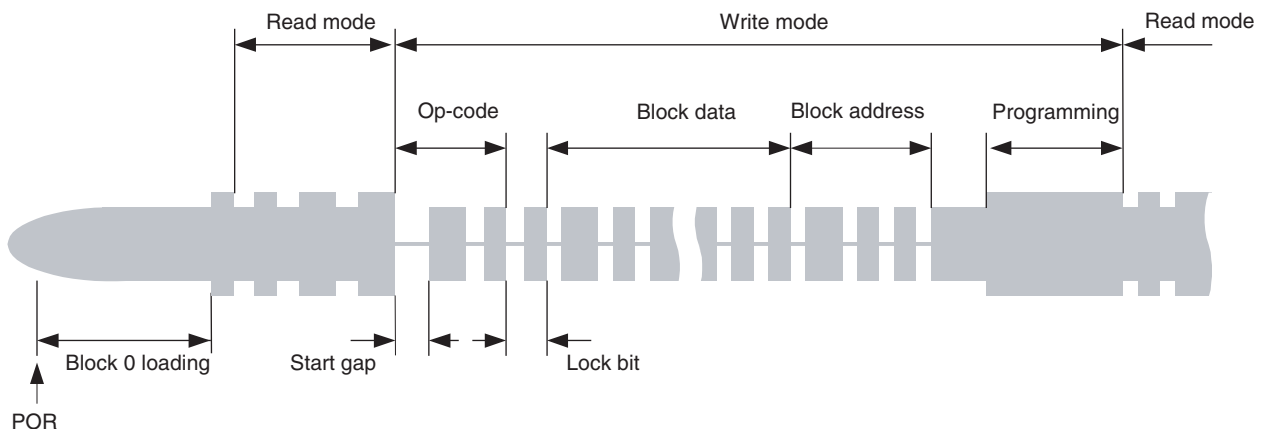 Read mode
Write mode
Read mode
Op-code
Block data
Block address
Programming
Block 0 loading
Start gap
Lock bit
POR